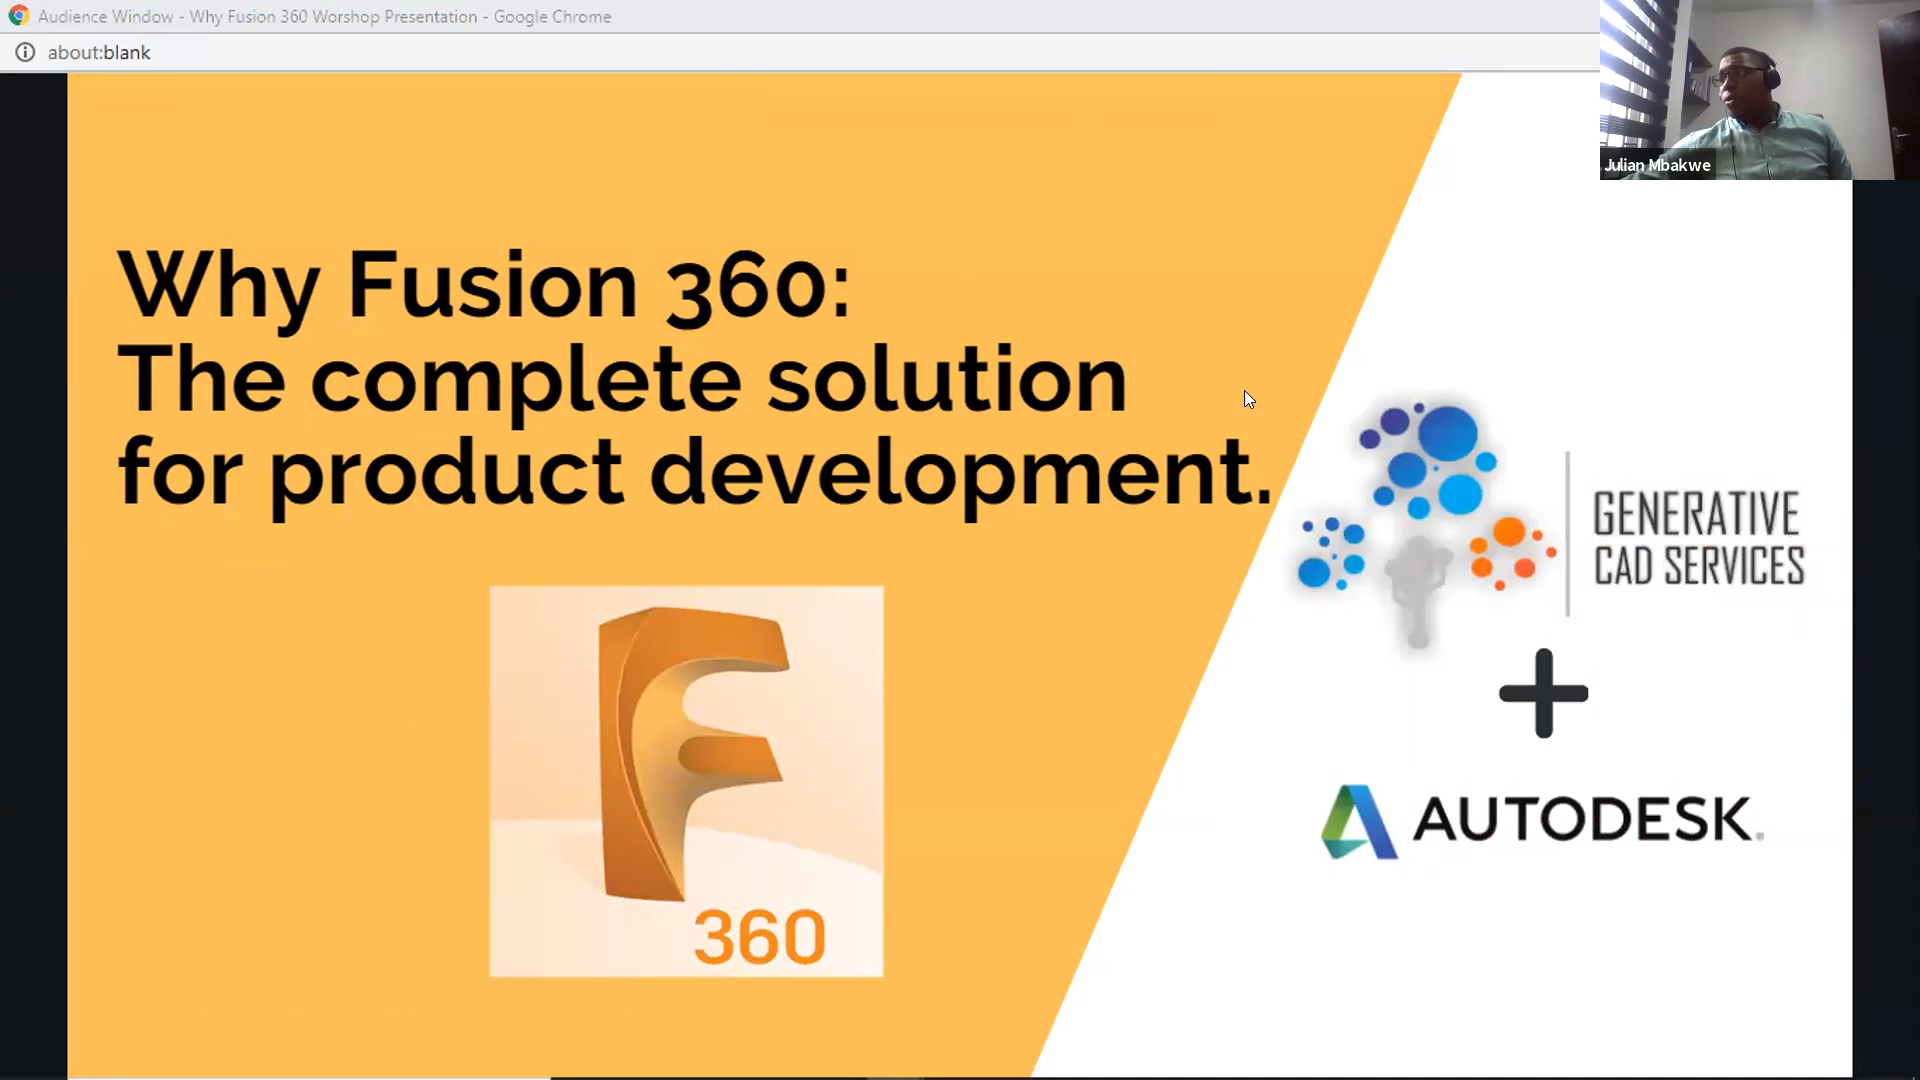 Audience Window - Why Fusion 360 Worshop Presentation - Google Chrome
about:blank
Julian Mbakwe
Why Fusion 360:
The complete solution
for product development.
GENERATIVE
CAD SERVICES
AUTODESK
360